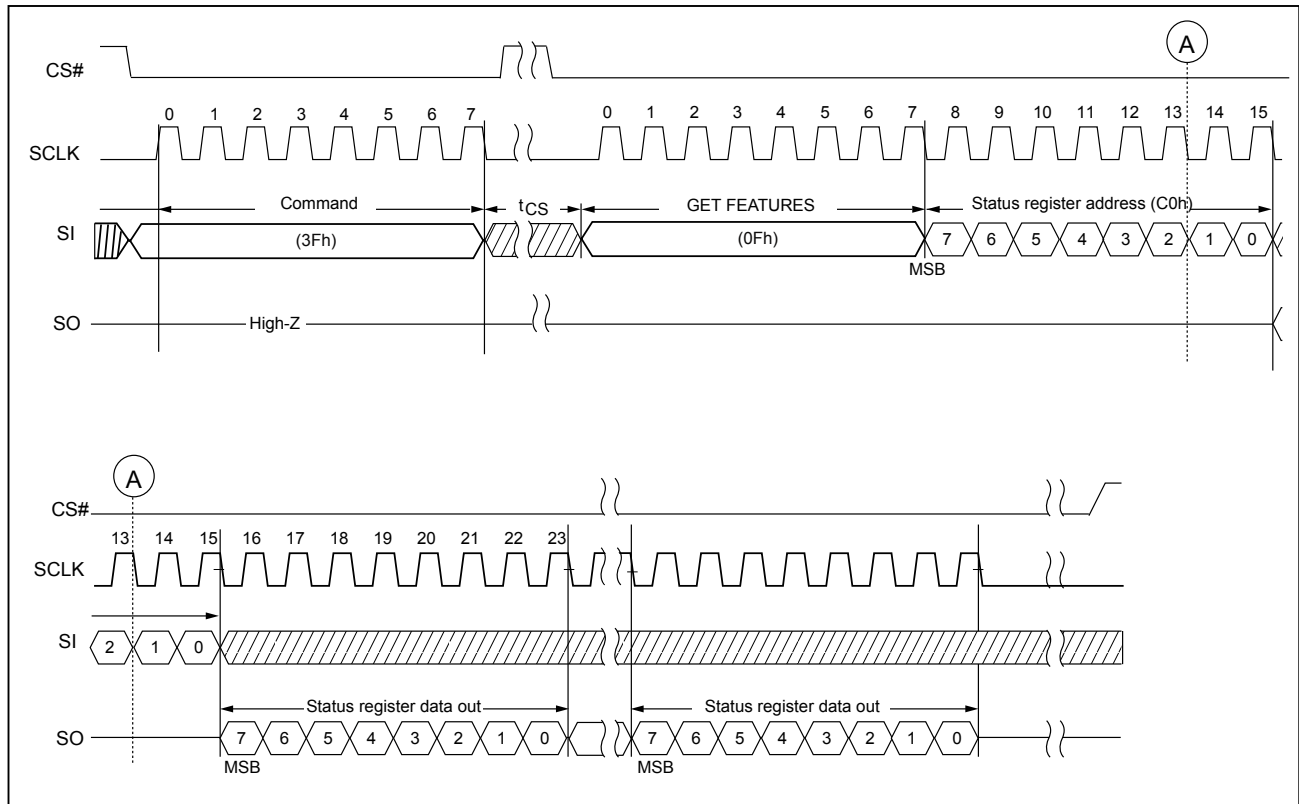 A
CS#
0 1 2 3 4 5 6 7 0 1 2 3 4 5 6 7 8 9 10 11 12 13 14 15
SCLK
Command tCS GET FEATURES Status register address (C0h)
SI (3Fh) (0Fh) 7 6 5 4 3 2 1 0
MSB
SO High-Z
A
CS#
13 14 15 16 17 18 19 20 21 22 23
SCLK
SI 2 1 0
Status register data out Status register data out
SO 7 6 5 4 3 2 1 0 7 6 5 4 3 2 1 0
MSB MSB